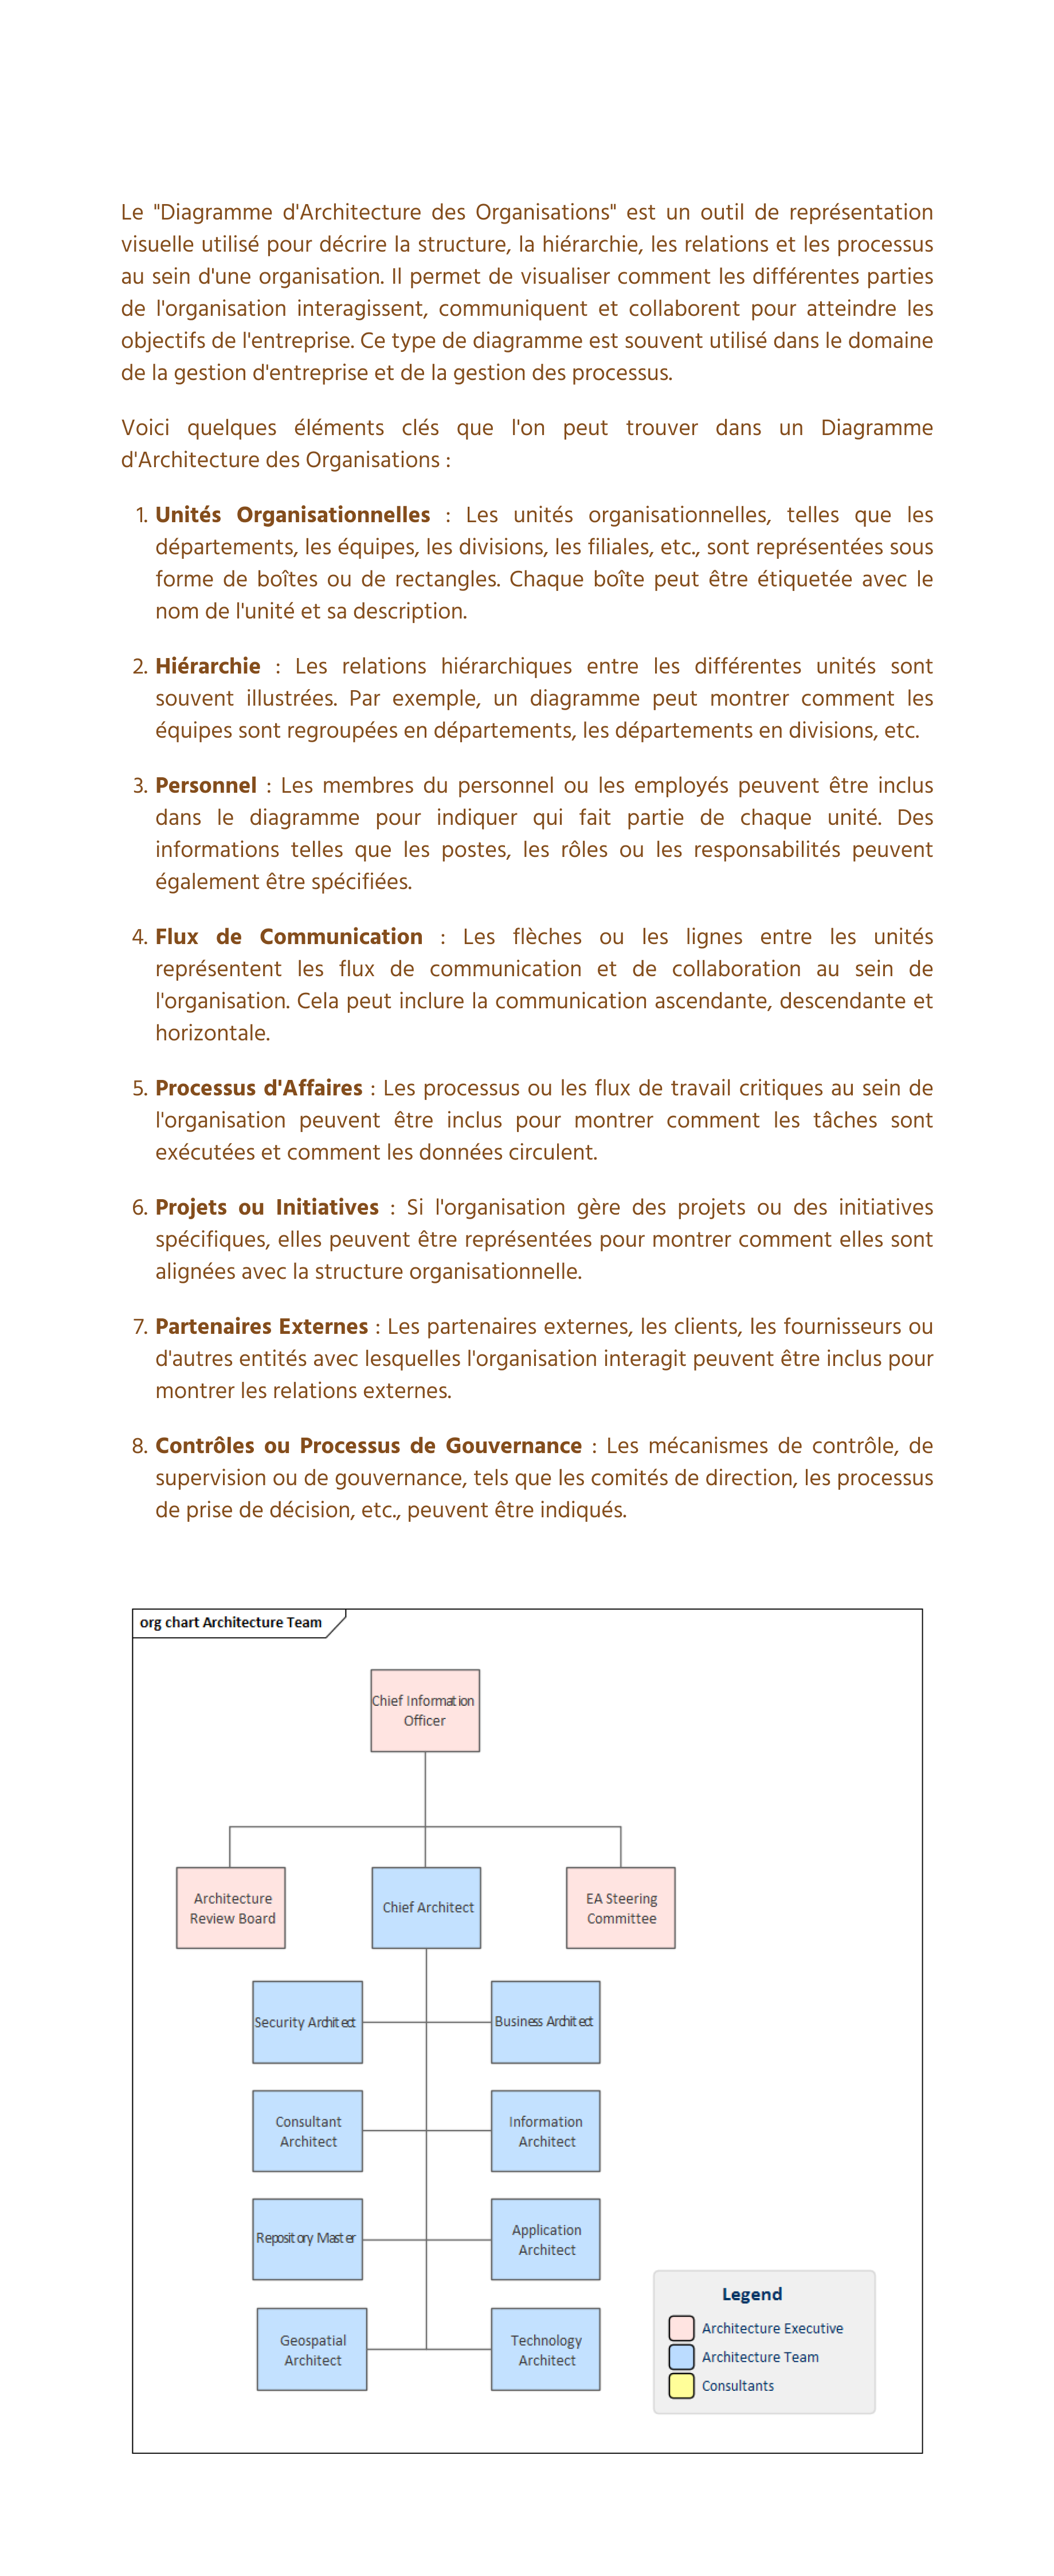 Le "Diagramme d'Architecture des Organisations" est un outil de représentation
visuelle utilisé pour décrire la structure, la hiérarchie, les relations et les processus
au sein d'une organisation. Il permet de visualiser comment les différentes parties
de l'organisation interagissent, communiquent et collaborent pour atteindre les
objectifs de l'entreprise. Ce type de diagramme est souvent utilisé dans le domaine
de la gestion d'entreprise et de la gestion des processus.
Voici quelques éléments clés que l'on peut trouver dans un Diagramme
d'Architecture des Organisations :
1. Unités Organisationnelles : Les unités organisationnelles, telles que les
départements, les équipes, les divisions, les filiales, etc., sont représentées sous
forme de boîtes ou de rectangles. Chaque boîte peut être étiquetée avec le
nom de l'unité et sa description.
2. Hiérarchie : Les relations hiérarchiques entre les différentes unités sont
souvent illustrées. Par exemple, un diagramme peut montrer comment les
équipes sont regroupées en départements, les départements en divisions, etc.
3. Personnel : Les membres du personnel ou les employés peuvent être inclus
dans le diagramme pour indiquer qui fait partie de chaque unité. Des
informations telles que les postes, les rôles ou les responsabilités peuvent
également être spécifiées.
4. Flux de Communication : Les flèches ou les lignes entre les unités
représentent les flux de communication et de collaboration au sein de
l'organisation. Cela peut inclure la communication ascendante, descendante et
horizontale.
5. Processus d'Affaires : Les processus ou les flux de travail critiques au sein de
l'organisation peuvent être inclus pour montrer comment les tâches sont
exécutées et comment les données circulent.
6. Projets ou Initiatives : Si l'organisation gère des projets ou des initiatives
spécifiques, elles peuvent être représentées pour montrer comment elles sont
alignées avec la structure organisationnelle.
7. Partenaires Externes : Les partenaires externes, les clients, les fournisseurs ou
d'autres entités avec lesquelles l'organisation interagit peuvent être inclus pour
montrer les relations externes.
8. Contrôles ou Processus de Gouvernance : Les mécanismes de contrôle, de
supervision ou de gouvernance, tels que les comités de direction, les processus
de prise de décision, etc., peuvent être indiqués.
org chart Architecture Team
Chief Information
Officer
Architecture
Review Board
Chief Architect
EA Steering
Committee
Security Architect
Business Architect
Consultant
Architect
Information
Architect
Repository Master
Application
Architect
Geospatial
Architect
Technology
Architect
Legend
Architecture Executive
Architecture Team
Consultants